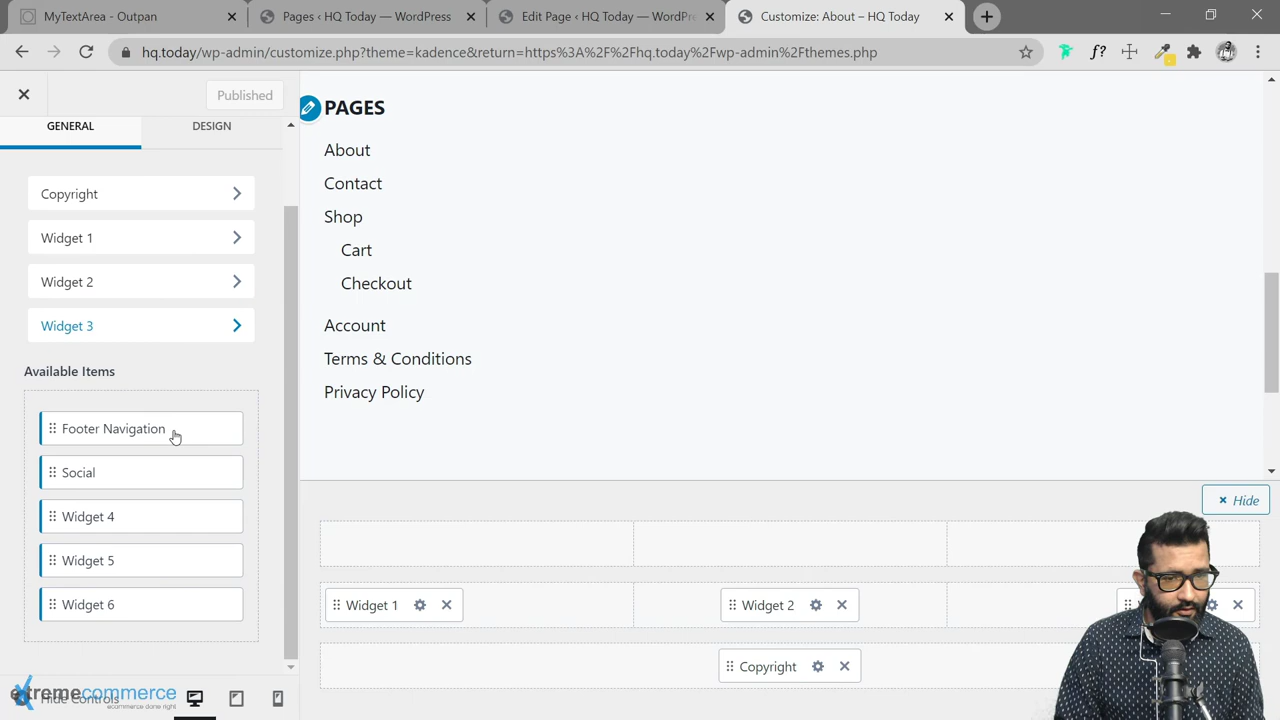 MyTextArea - Outpan
Pages ‹ HQ Today — WordPress
Edit Page ‹ HQ Today — WordPr
Customize: About – HQ Today
hq.today/wp-admin/customize.php?theme=kadence&return=https%3A%2F%2Fhq.today%2Fwp-admin%2Fthemes.php
f?
Published
GENERAL
DESIGN
Copyright
Widget 1
Widget 2
Widget 3
Available Items
Footer Navigation
Social
Widget 4
Widget 5
Widget 6
extremecommerce
ecommerce done right
Hide Controls
PAGES
About
Contact
Shop
Cart
Checkout
Account
Terms & Conditions
Privacy Policy
Hide
Widget 1
Widget 2
Copyright